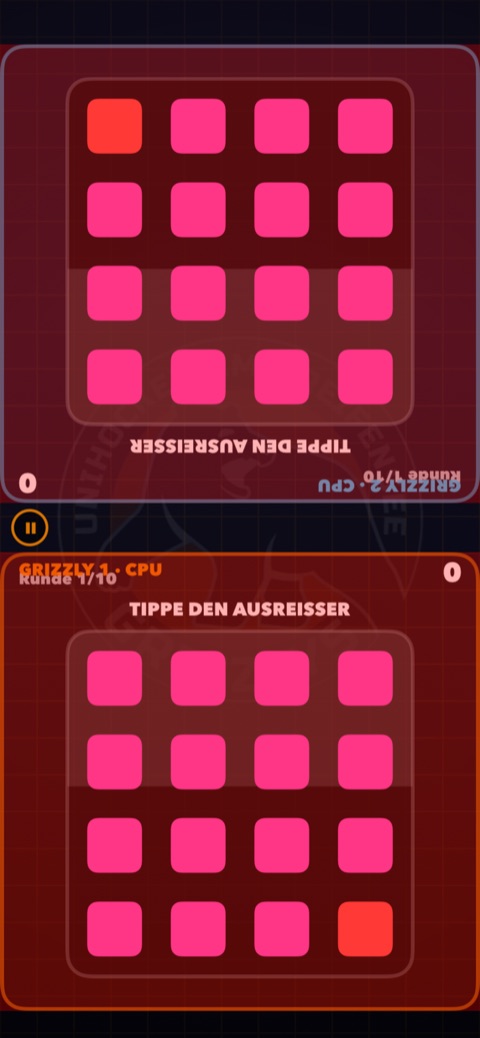 TIPPE DEN AUSREISSER
Runde 1/10
GRIZZLY 2 · CPU
0
GRIZZLY 1 · CPU
0
Runde 1/10
TIPPE DEN AUSREISSER